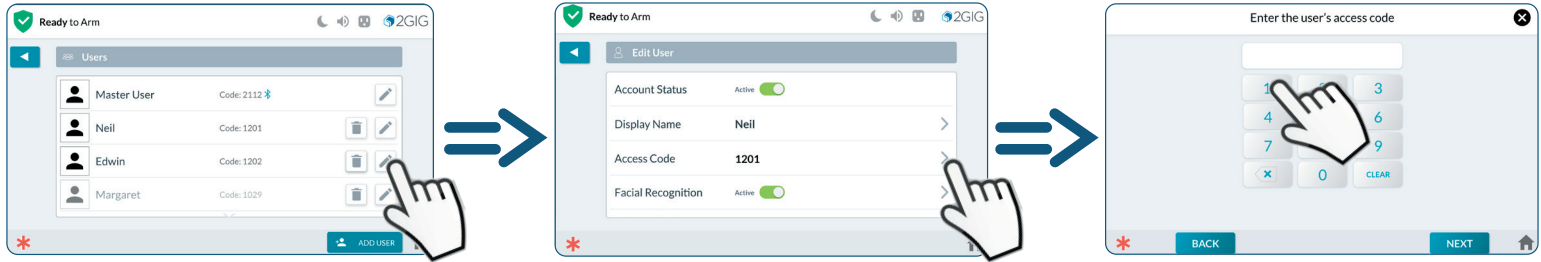 Ready to Arm
2GIG
Users
Master User Code: 2112
Neil Code: 1201
Edwin Code: 1202
Margaret Code: 1029
ADD USER
Ready to Arm
2GIG
Edit User
Account Status Active
Display Name Neil
Access Code 1201
Facial Recognition Active
Enter the user's access code
1 3
4 6
7 9
0 CLEAR
BACK NEXT